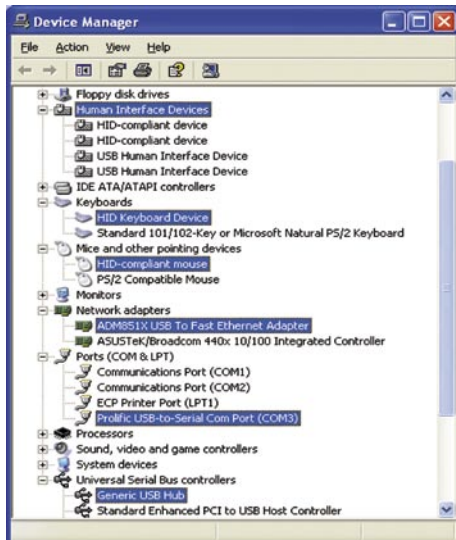 Device Manager
File Action View Help
Floppy disk drives
Human Interface Devices
HID-compliant device
HID-compliant device
USB Human Interface Device
USB Human Interface Device
IDE ATA/ATAPI controllers
Keyboards
HID Keyboard Device
Standard 101/102-Key or Microsoft Natural PS/2 Keyboard
Mice and other pointing devices
HID-compliant mouse
PS/2 Compatible Mouse
Monitors
Network adapters
ADM851X USB To Fast Ethernet Adapter
ASUSTeK/Broadcom 440x 10/100 Integrated Controller
Ports (COM & LPT)
Communications Port (COM1)
Communications Port (COM2)
ECP Printer Port (LPT1)
Prolific USB-to-Serial Com Port (COM3)
Processors
Sound, video and game controllers
System devices
Universal Serial Bus controllers
Generic USB Hub
Standard Enhanced PCI to USB Host Controller